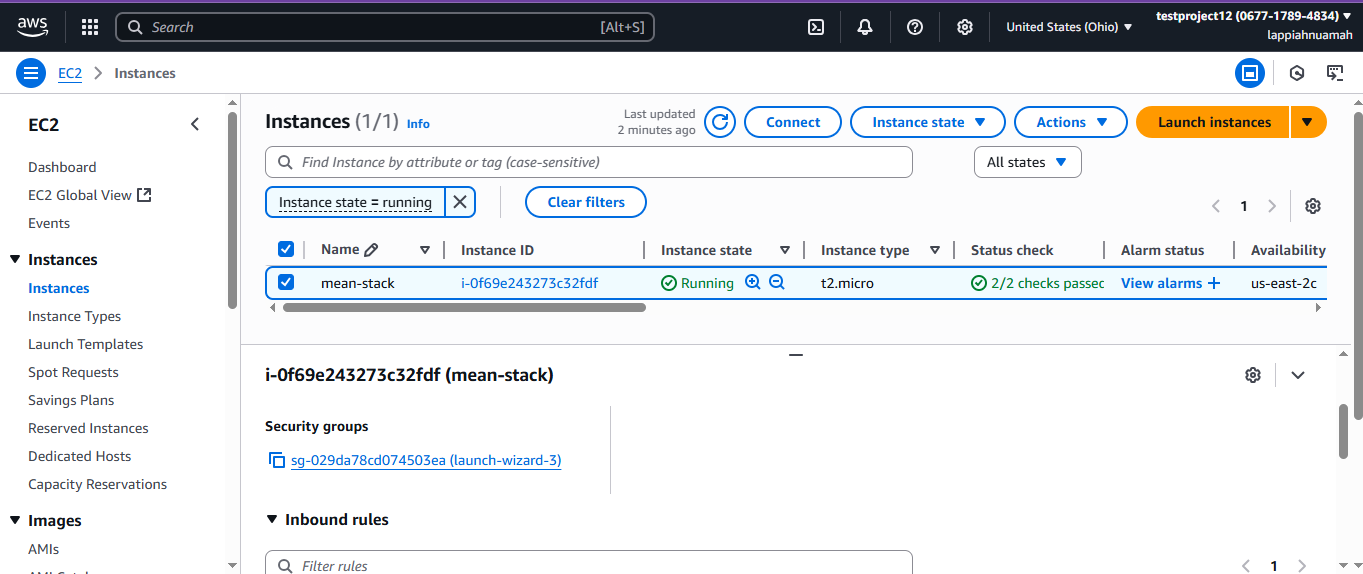 aws
Search [Alt+S]
United States (Ohio)
testproject12 (0677-1789-4834)
lappiahnuamah
EC2 > Instances
EC2
Dashboard
EC2 Global View
Events
Instances
Instances
Instance Types
Launch Templates
Spot Requests
Savings Plans
Reserved Instances
Dedicated Hosts
Capacity Reservations
Images
AMIs
Instances (1/1) Info
Last updated
2 minutes ago
Connect
Instance state
Actions
Launch instances
Find Instance by attribute or tag (case-sensitive)
All states
Instance state = running
Clear filters
1
Name Instance ID Instance state Instance type Status check Alarm status Availability
mean-stack i-0f69e243273c32fdf Running t2.micro 2/2 checks passed View alarms + us-east-2c
i-0f69e243273c32fdf (mean-stack)
Security groups
sg-029da78cd074503ea (launch-wizard-3)
Inbound rules
Filter rules
1